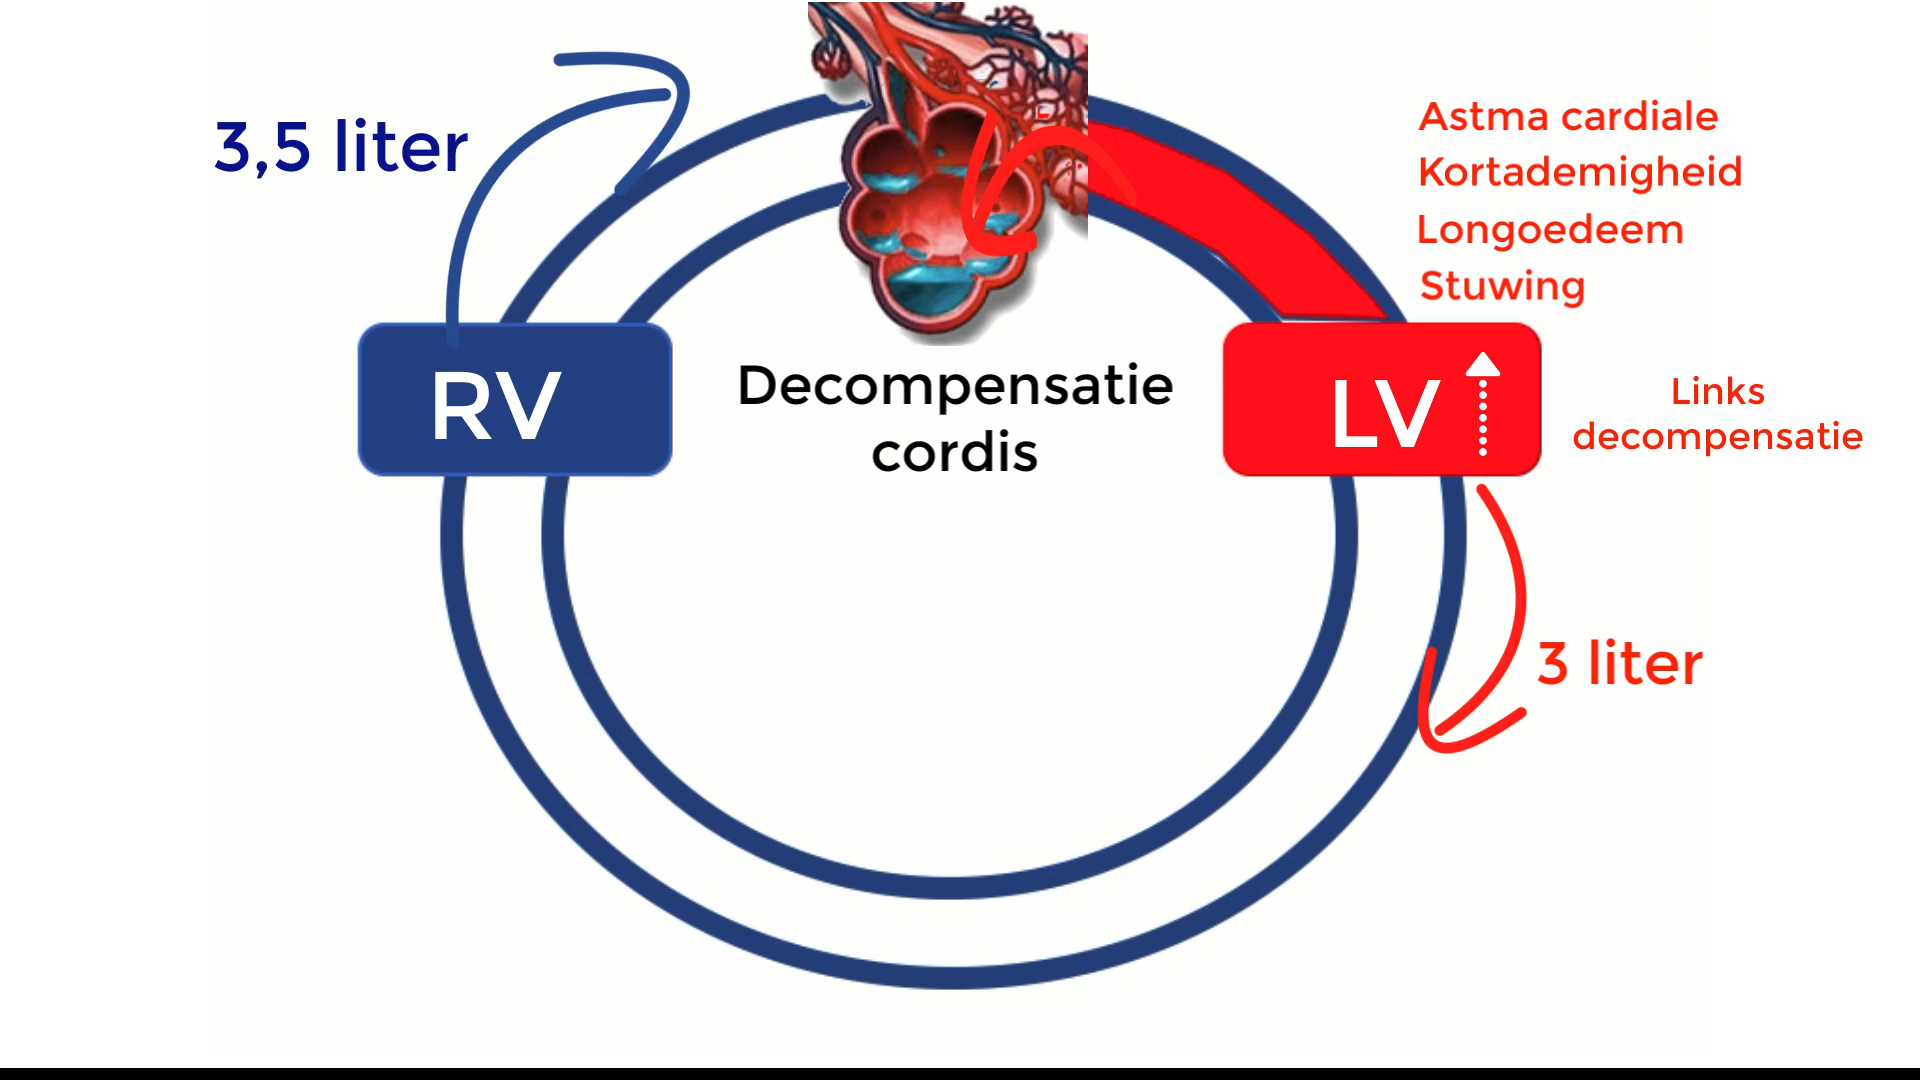 3,5 liter
Astma cardiale
Kortademigheid
Longoedeem
Stuwing
RV
Decompensatie
cordis
LV
Links
decompensatie
3 liter